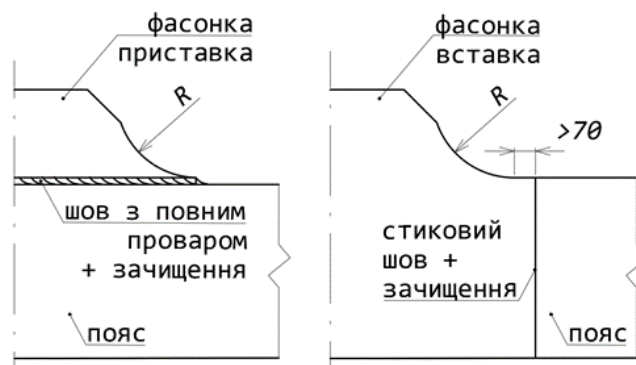 фасонка
приставка
R
шов з повним
проваром
+ зачищення
пояс
фасонка
вставка
R
>70
стиковий
шов +
зачищення
пояс